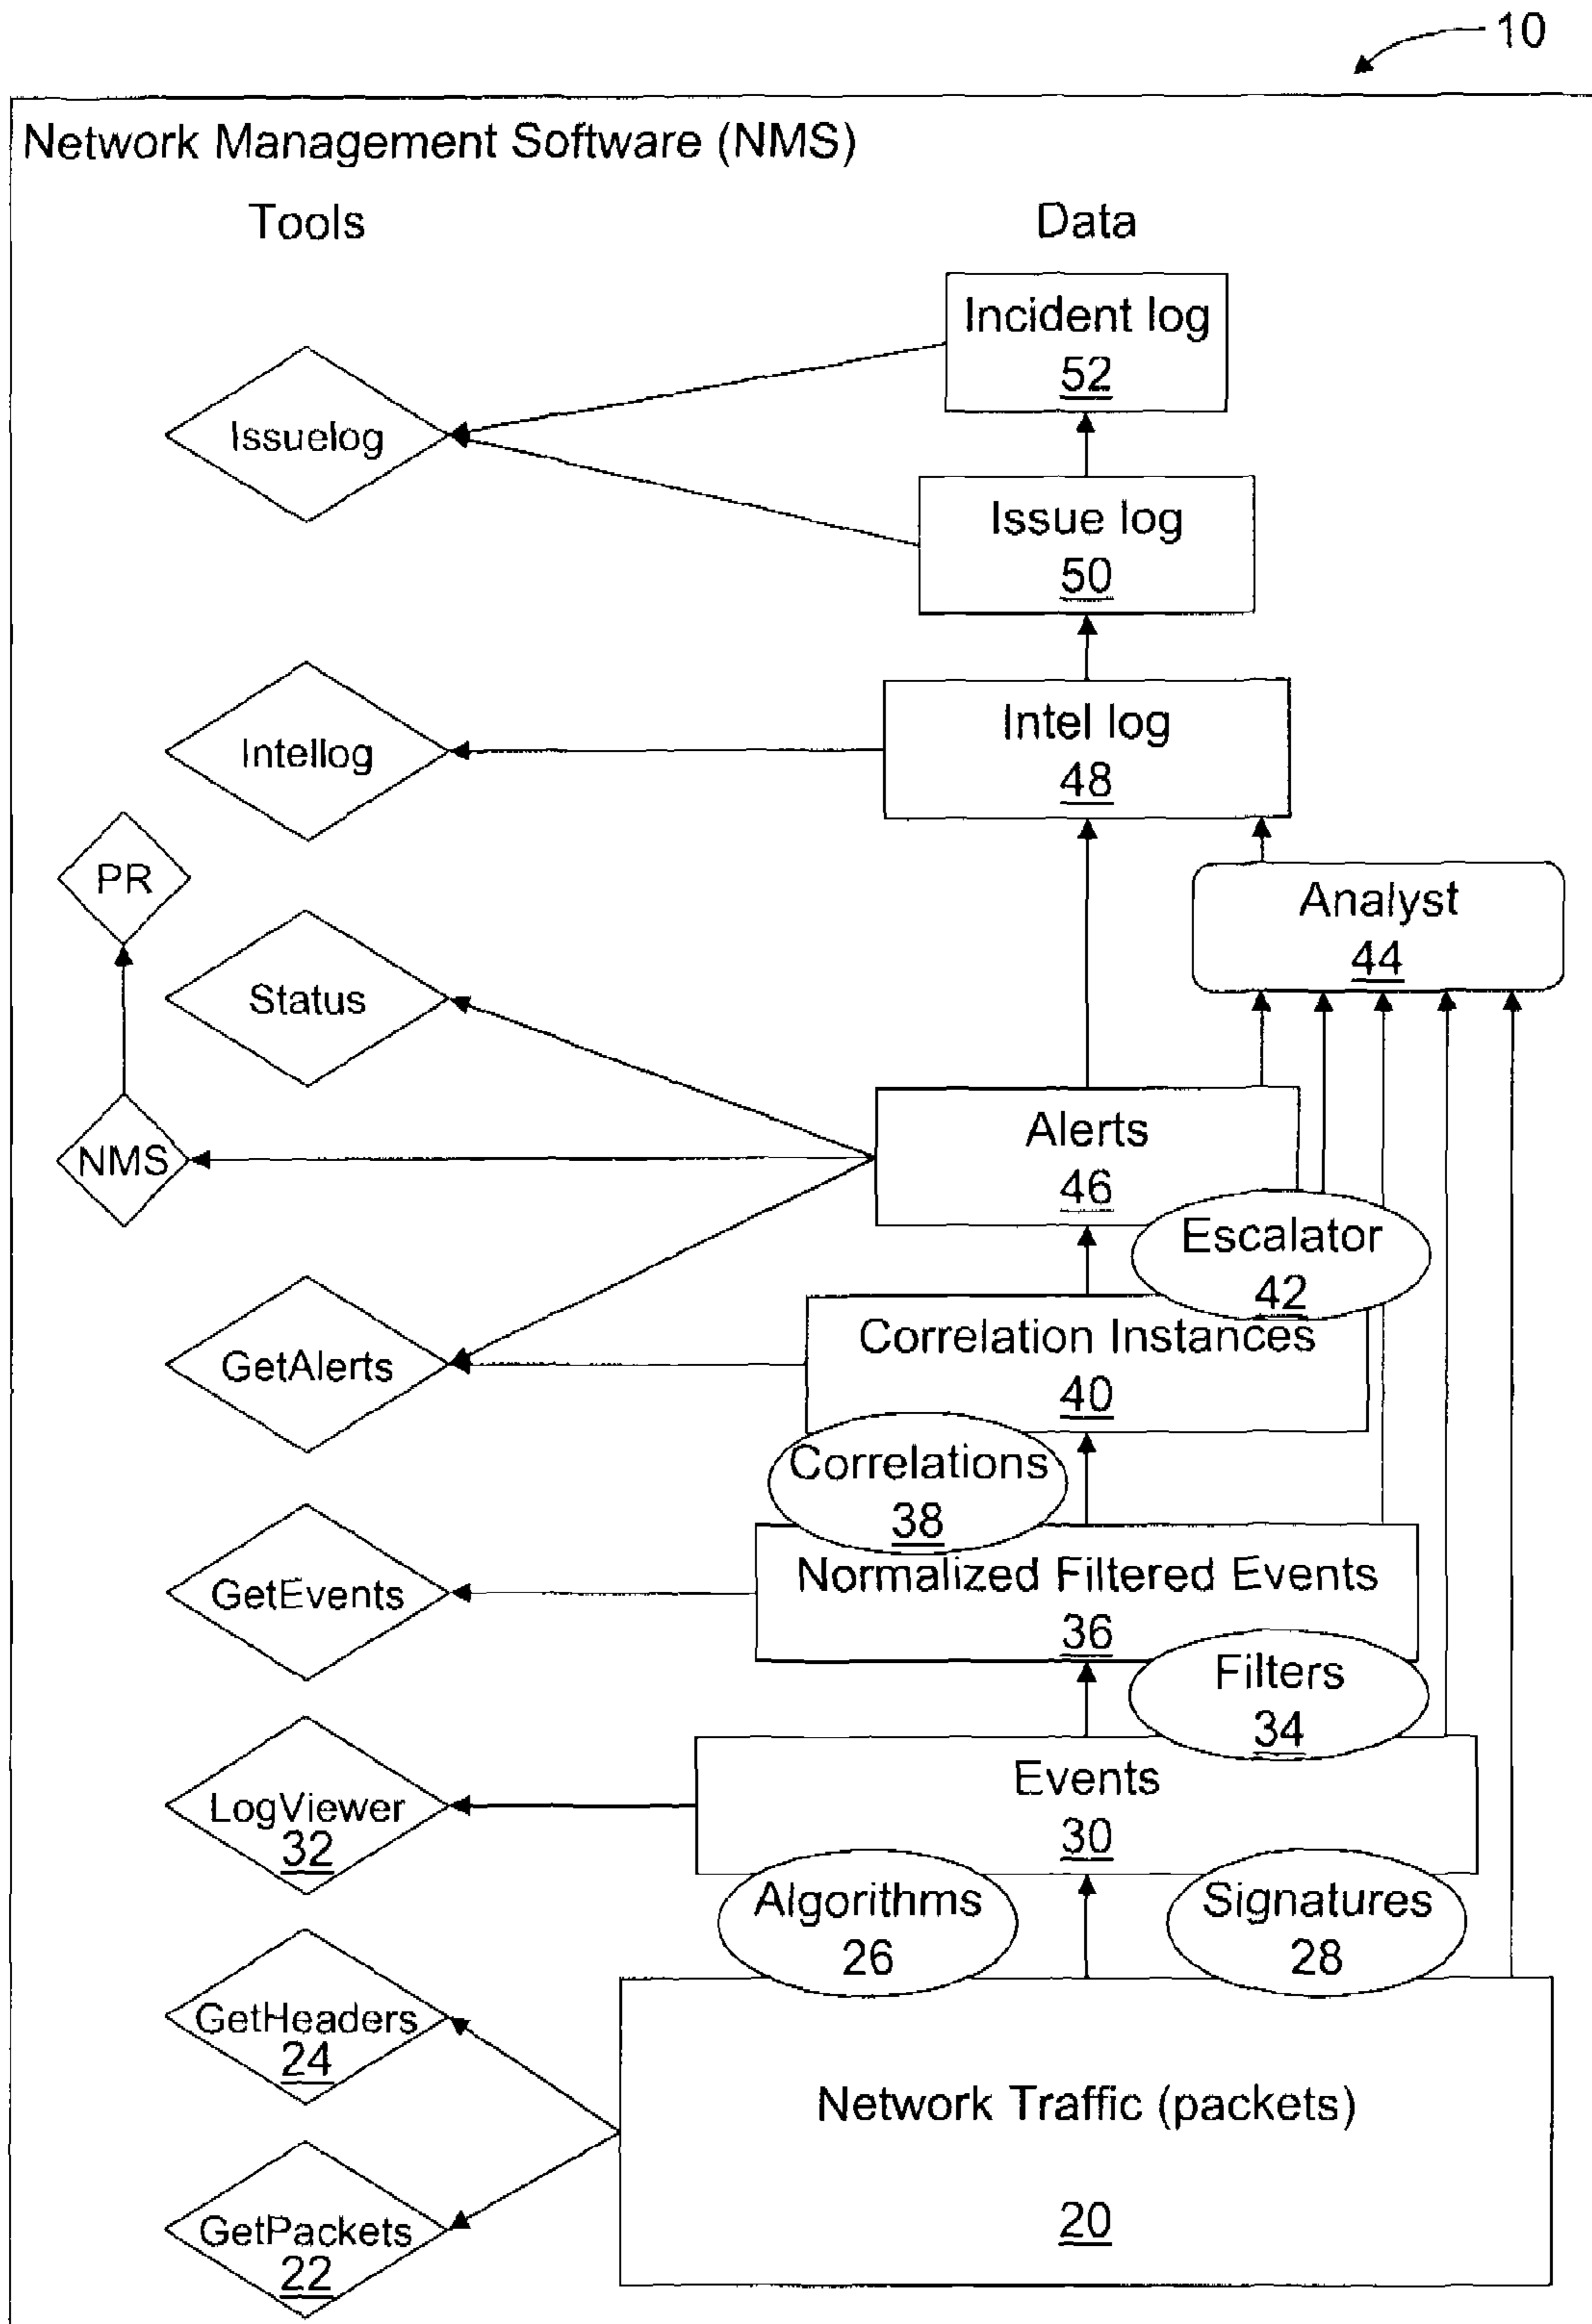 10
Network Management Software (NMS)
Tools
Data
Incident log
52
Issuelog
Issue log
50
Intel log
48
Intellog
PR
Analyst
44
Status
Alerts
46
NMS
Escalator
42
Correlation Instances
40
GetAlerts
Correlations
38
Normalized Filtered Events
36
GetEvents
Filters
34
Events
30
LogViewer
32
Algorithms
26
Signatures
28
GetHeaders
24
Network Traffic (packets)
20
GetPackets
22